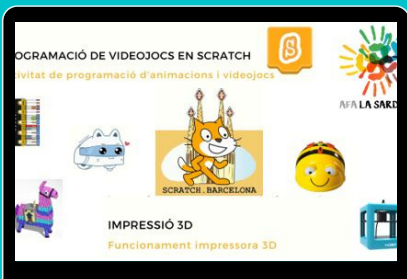 OGRAMACIÓ DE VIDEOJOCS EN SCRATCH
tivitat de programació d'animacions i videojocs
AFA LA SARD
SCRATCH.BARCELONA
IMPRESSIÓ 3D
Funcionament impressora 3D